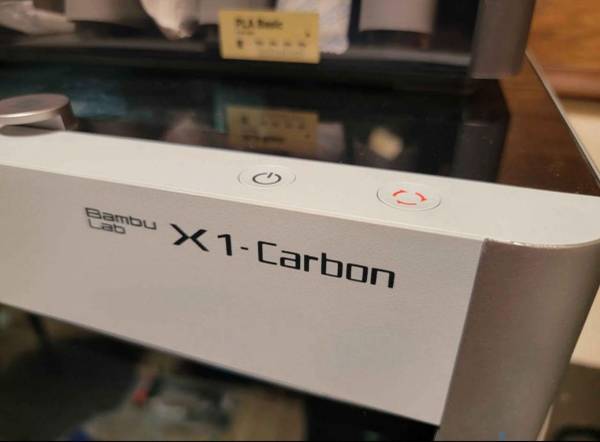 PLA Basic
Bambu
Lab
X1-Carbon